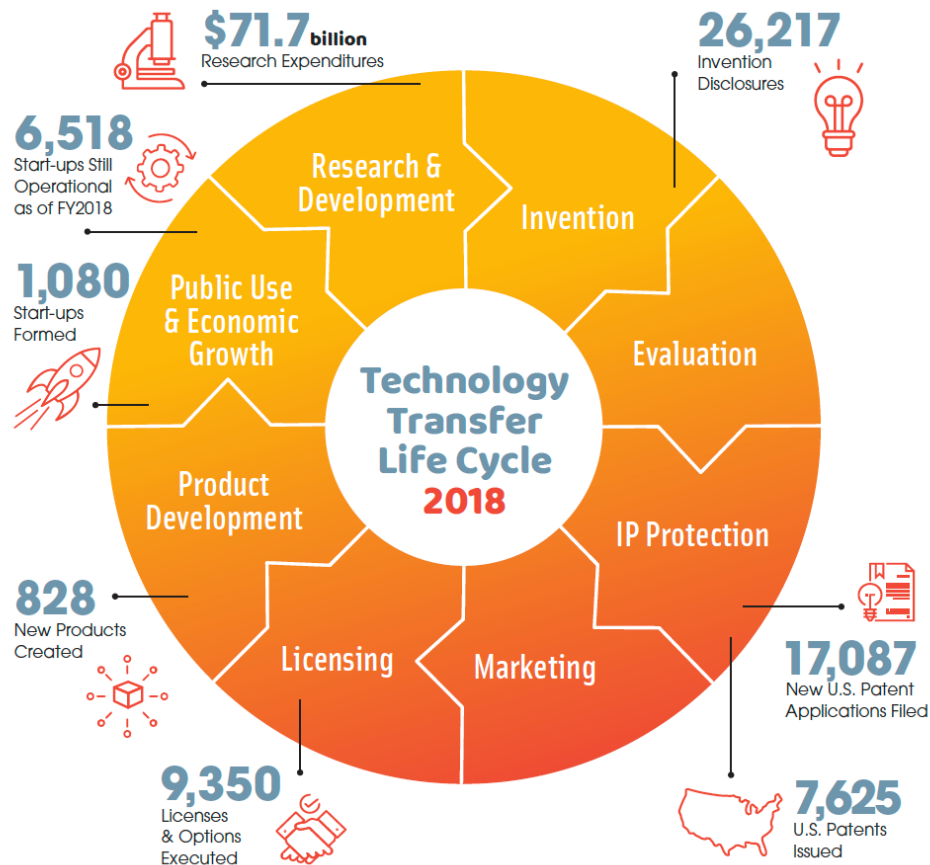 $71.7 billion
Research Expenditures
26,217
Invention
Disclosures
6,518
Start-ups Still
Operational
as of FY2018
1,080
Start-ups
Formed
Research &
Development
Invention
Public Use
& Economic
Growth
Evaluation
Technology
Transfer
Life Cycle
2018
Product
Development
IP Protection
Licensing
Marketing
828
New Products
Created
17,087
New U.S. Patent
Applications Filed
9,350
Licenses
& Options
Executed
7,625
U.S. Patents
Issued